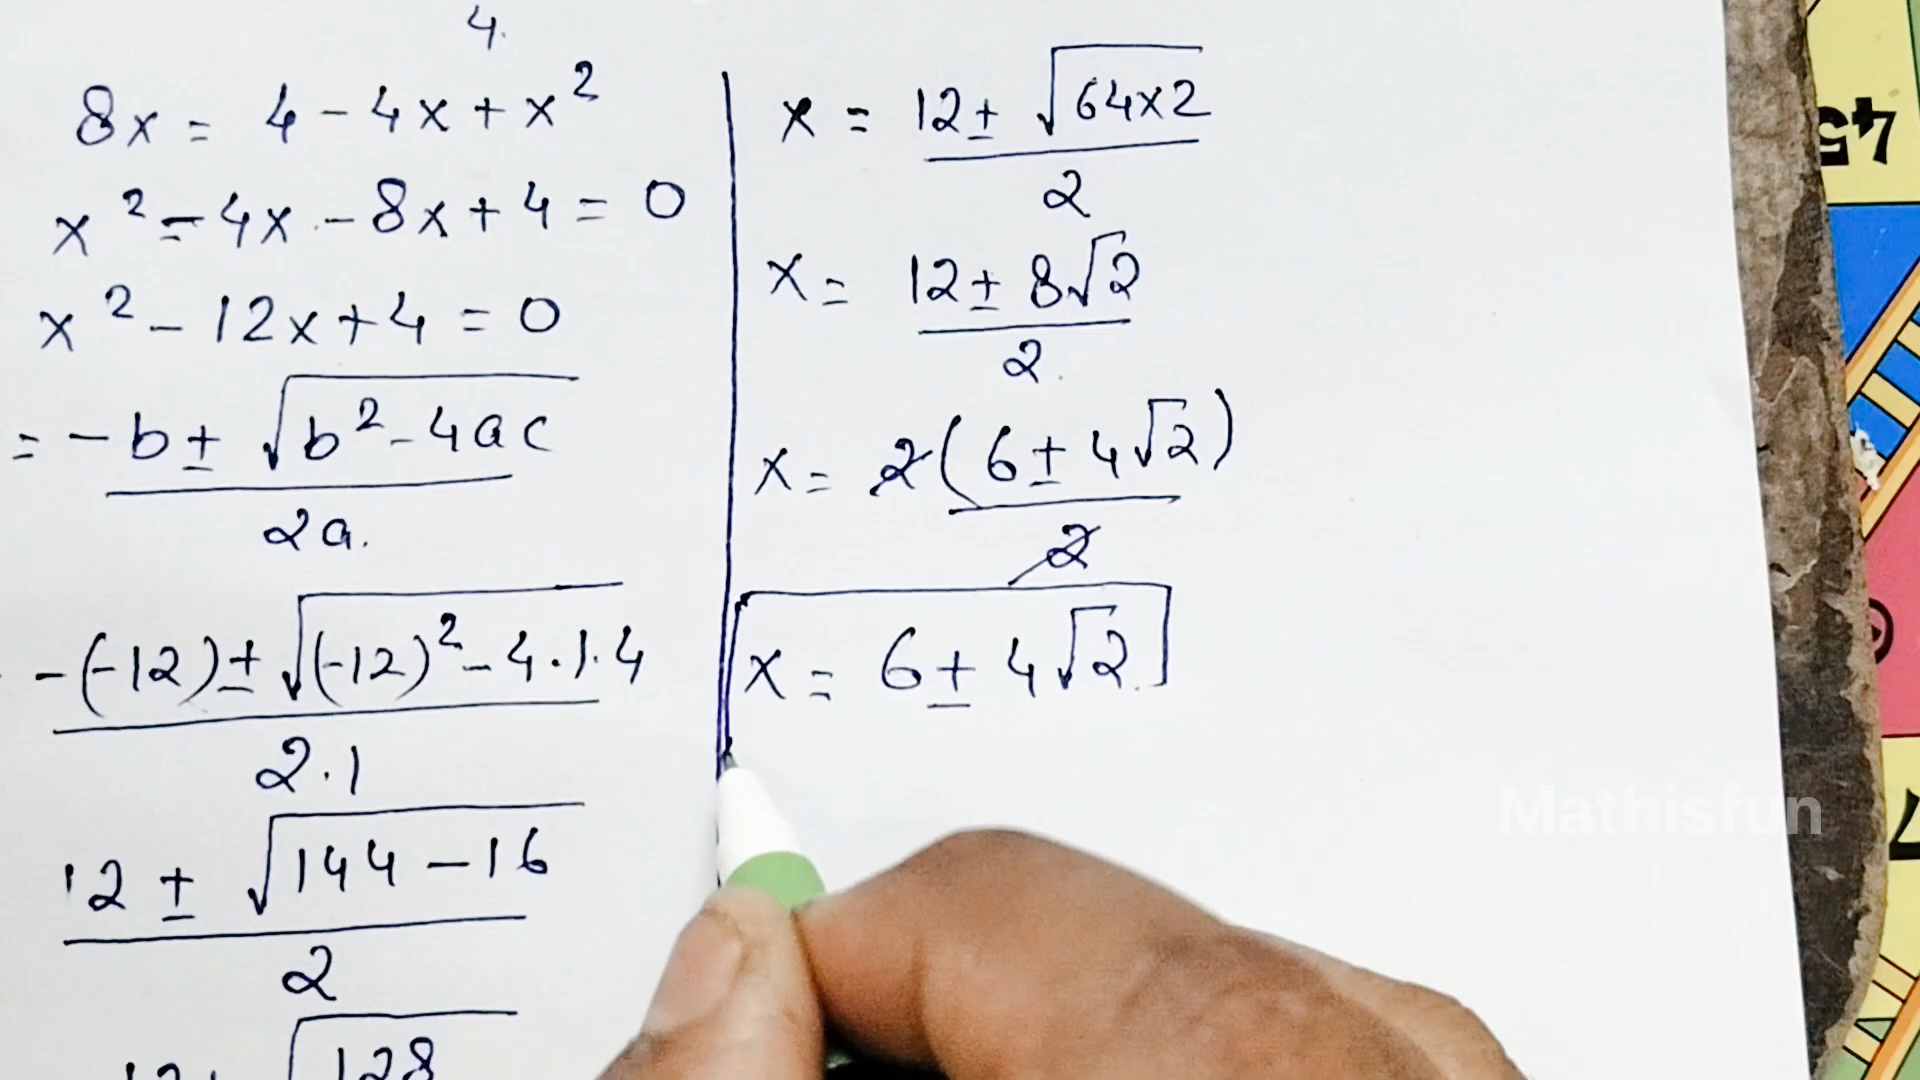 4.
8x = 4 - 4x + x²
x² - 4x - 8x + 4 = 0
x² - 12x + 4 = 0
= -b ± √(b² - 4ac)
2a.
-(-12) ± √((-12)² - 4·1·4)
2·1
12 ± √(144 - 16)
2
12 ± √128
x = 12 ± √(64x2)
2
x = 12 ± 8√2
2
x = 2(6 ± 4√2)
2
x = 6 ± 4√2
Mathisfun
45